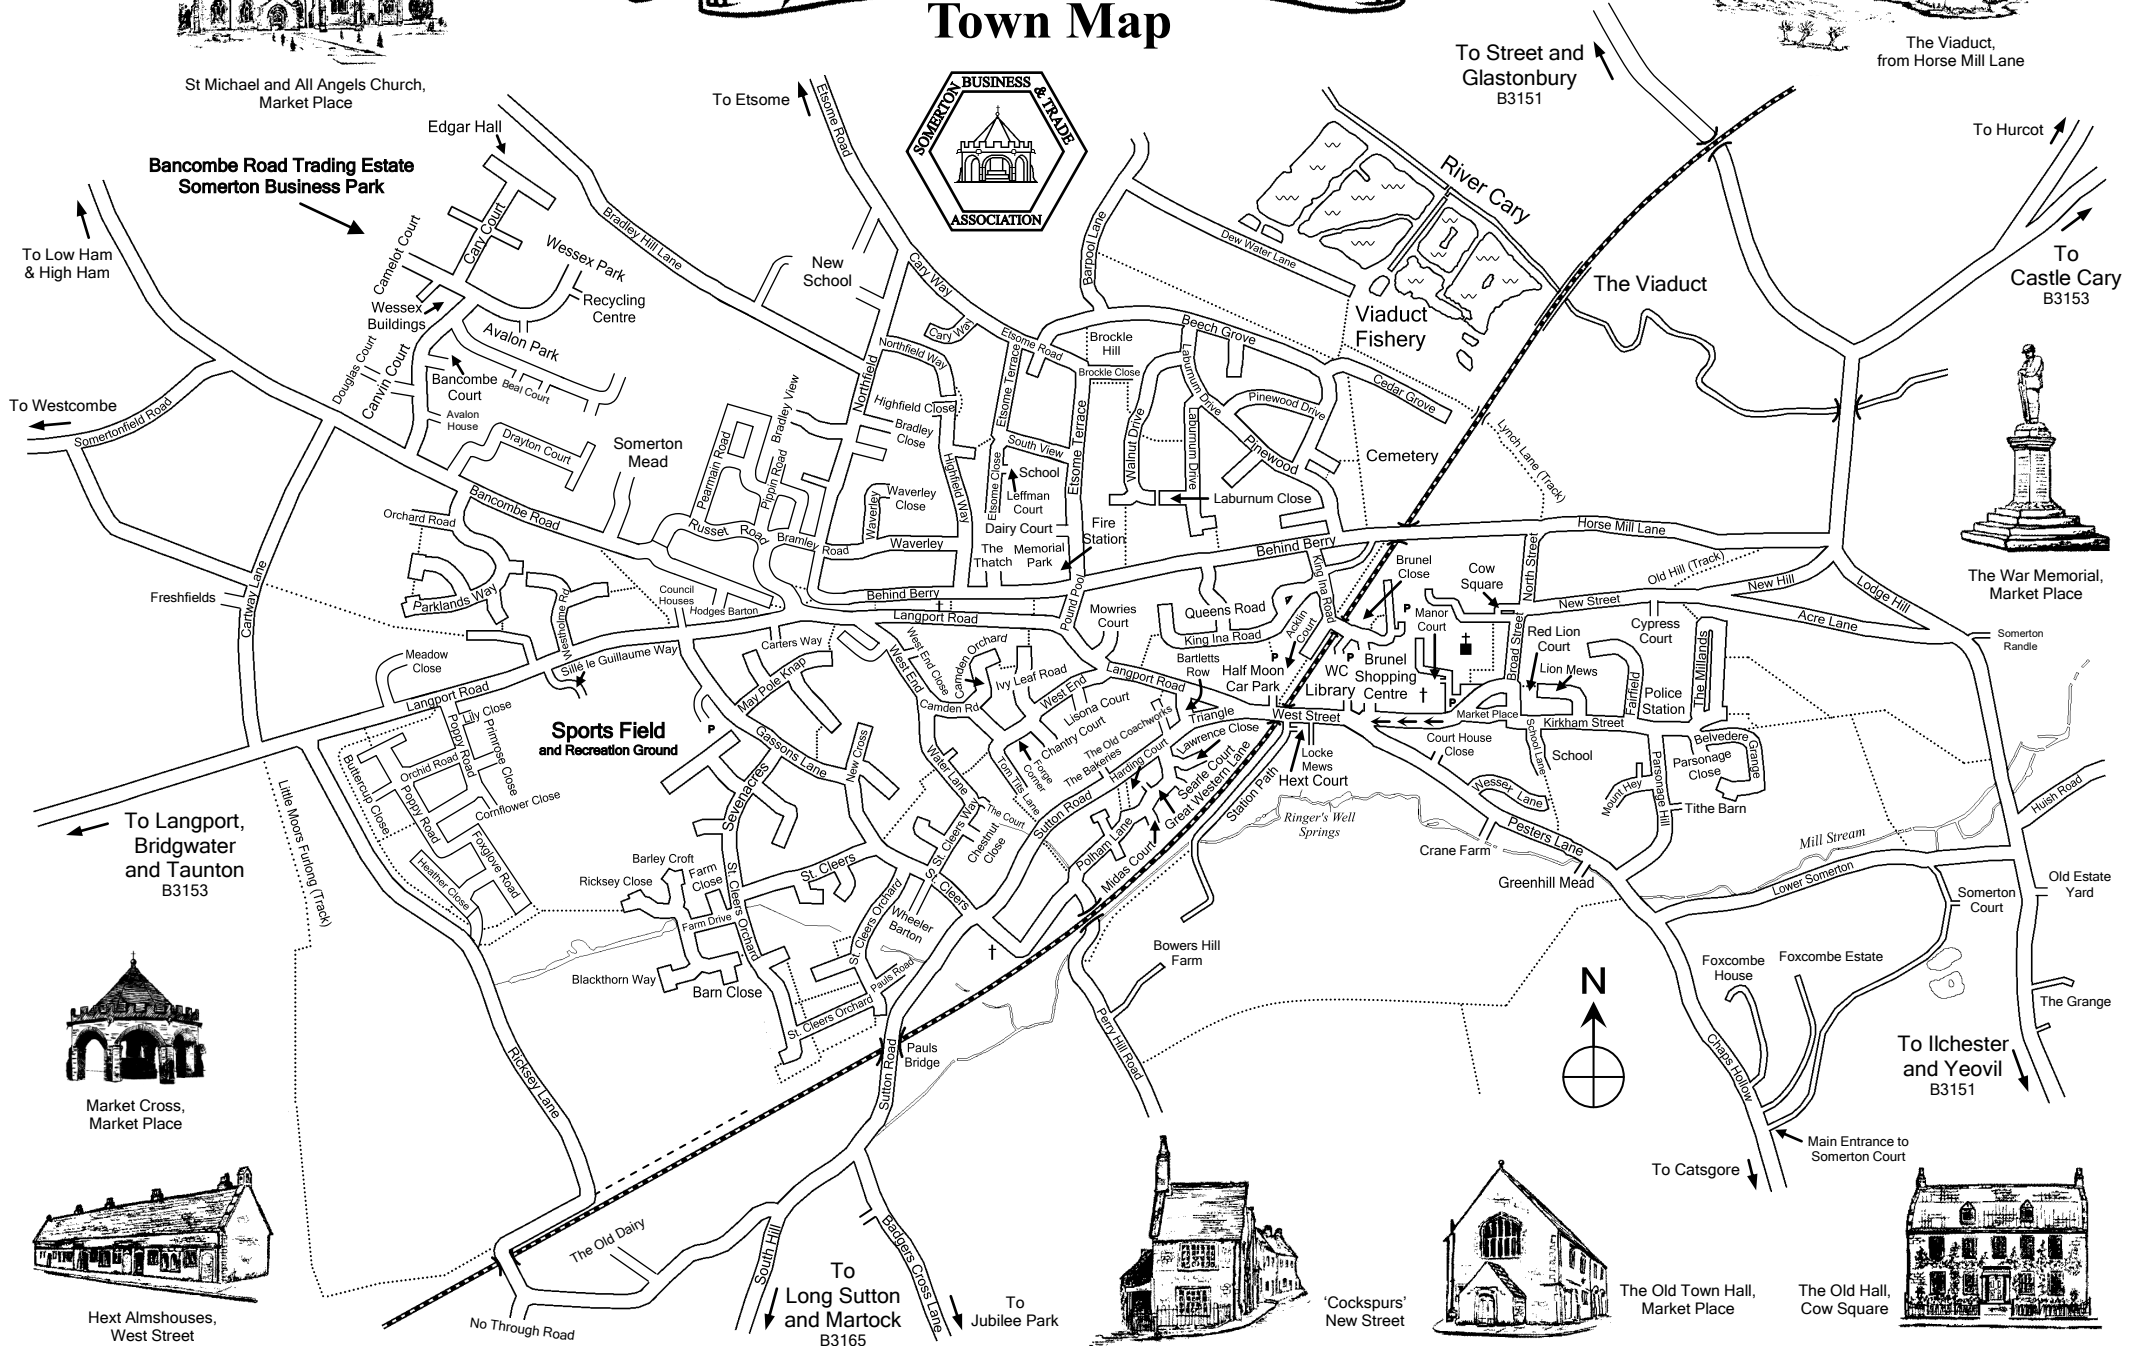 Town Map
St Michael and All Angels Church,
Market Place
To Etsome
Etsome Road
SOMERTON
BUSINESS
& TRADE
ASSOCIATION
To Street and
Glastonbury
B3151
The Viaduct,
from Horse Mill Lane
To Hurcot
Edgar Hall
Bancombe Road Trading Estate
Somerton Business Park
River Cary
To Low Ham
& High Ham
Camelot Court
Cary Court
Wessex Park
Bradley Hill Lane
New
School
Cary Way
Barpool Lane
Dew Water Lane
The Viaduct
To
Castle Cary
B3153
Wessex
Buildings
Recycling
Centre
Avalon Park
Viaduct
Fishery
Cary Way
Etsome Road
Beech Grove
Brockle
Hill
Brockle Close
Northfield Way
Northfield
Etsome Terrace
Douglas Court
Canvin Court
Bancombe
Court
Beal Court
Avalon
House
Laburnum Drive
Pinewood Drive
Cedar Grove
To Westcombe
Somertonfield Road
Highfield Close
Bradley View
Bradley
Close
Drayton Court
Somerton
Mead
Pearmain Road
Pippin Road
South View
Etsome Terrace
Walnut Drive
Laburnum Drive
Pinewood
Cemetery
Lynch Lane (Track)
School
Leffman
Court
Etsome Close
Highfield Way
Waverley
Close
Waverley
Laburnum Close
Bancombe Road
Orchard Road
Russet Road
Bramley Road
Waverley
Dairy Court
The
Thatch
Memorial
Park
Fire
Station
Behind Berry
Horse Mill Lane
Cartway Lane
Freshfields
Parklands Way
Westholme Rd
Westholme
Council
Houses
Hodges Barton
Behind Berry
Langport Road
Pound Pool
Mowries
Court
Queens Road
King Ina Road
King Ina Road
Acklin
Court
P
Brunel
Close
Cow
Square
North Street
Old Hill (Track)
New Hill
New Street
Lodge Hill
Acre Lane
The War Memorial,
Market Place
Somerton
Randle
Meadow
Close
Sillé le Guillaume Way
Carters Way
May Pole Knap
West End
West End Close
Camden Orchard
Ivy Leaf Road
Camden Rd
West End
Langport Road
Bartletts
Row
Half Moon
Car Park
P
P
P
Manor
Court
WC
Library
Brunel
Shopping
Centre
P
Broad Street
Red Lion
Court
Lion Mews
Cypress
Court
Fairfield
Police
Station
The Millands
Langport Road
Lily Close
Poppy Road
Primrose Close
Orchid Road
Buttercup Close
Poppy Road
Cornflower Close
Foxglove Road
Heather Close
Sports Field
and Recreation Ground
P
Gassons Lane
New Cross
Sevenacres
Water Lane
Lisona Court
Chantry Court
The Old Coachworks
The Bakeries
Harding Court
Triangle
Lawrence Close
Searle Court
Great Western Lane
Station Path
West Street
Locke
Mews
Hext Court
Market Place
Court House
Close
Kirkham Street
School Lane
School
Belvedere
Grange
Parsonage
Close
Parsonage Hill
Mount Hey
Tithe Barn
Wessex Lane
Forge
Corner
Tom Tits Lane
Sutton Road
The Court
Chestnut
Close
St. Cleers Way
Polham Lane
Midas Court
Ringer's Well
Springs
Pesters Lane
Crane Farm
Greenhill Mead
Mill Stream
Lower Somerton
Huish Road
To Langport,
Bridgwater
and Taunton
B3153
Little Moors Furlong (Track)
Barley Croft
Ricksey Close
Farm
Close
Farm Drive
Blackthorn Way
Barn Close
St. Cleers
St. Cleers
St. Cleers Orchard
St. Cleers Orchard
Wheeler
Barton
Pauls Road
St. Cleers Orchard
Bowers Hill
Farm
Perry Hill Road
Old Estate
Yard
Somerton
Court
Foxcombe
House
Foxcombe Estate
The Grange
Chaps Hollow
To Ilchester
and Yeovil
B3151
N
Main Entrance to
Somerton Court
To Catsgore
Market Cross,
Market Place
Ricksey Lane
Pauls
Bridge
Sutton Road
The Old Dairy
No Through Road
South Hill
To
Long Sutton
and Martock
B3165
Badgers Cross Lane
To
Jubilee Park
Hext Almshouses,
West Street
'Cockspurs'
New Street
The Old Town Hall,
Market Place
The Old Hall,
Cow Square